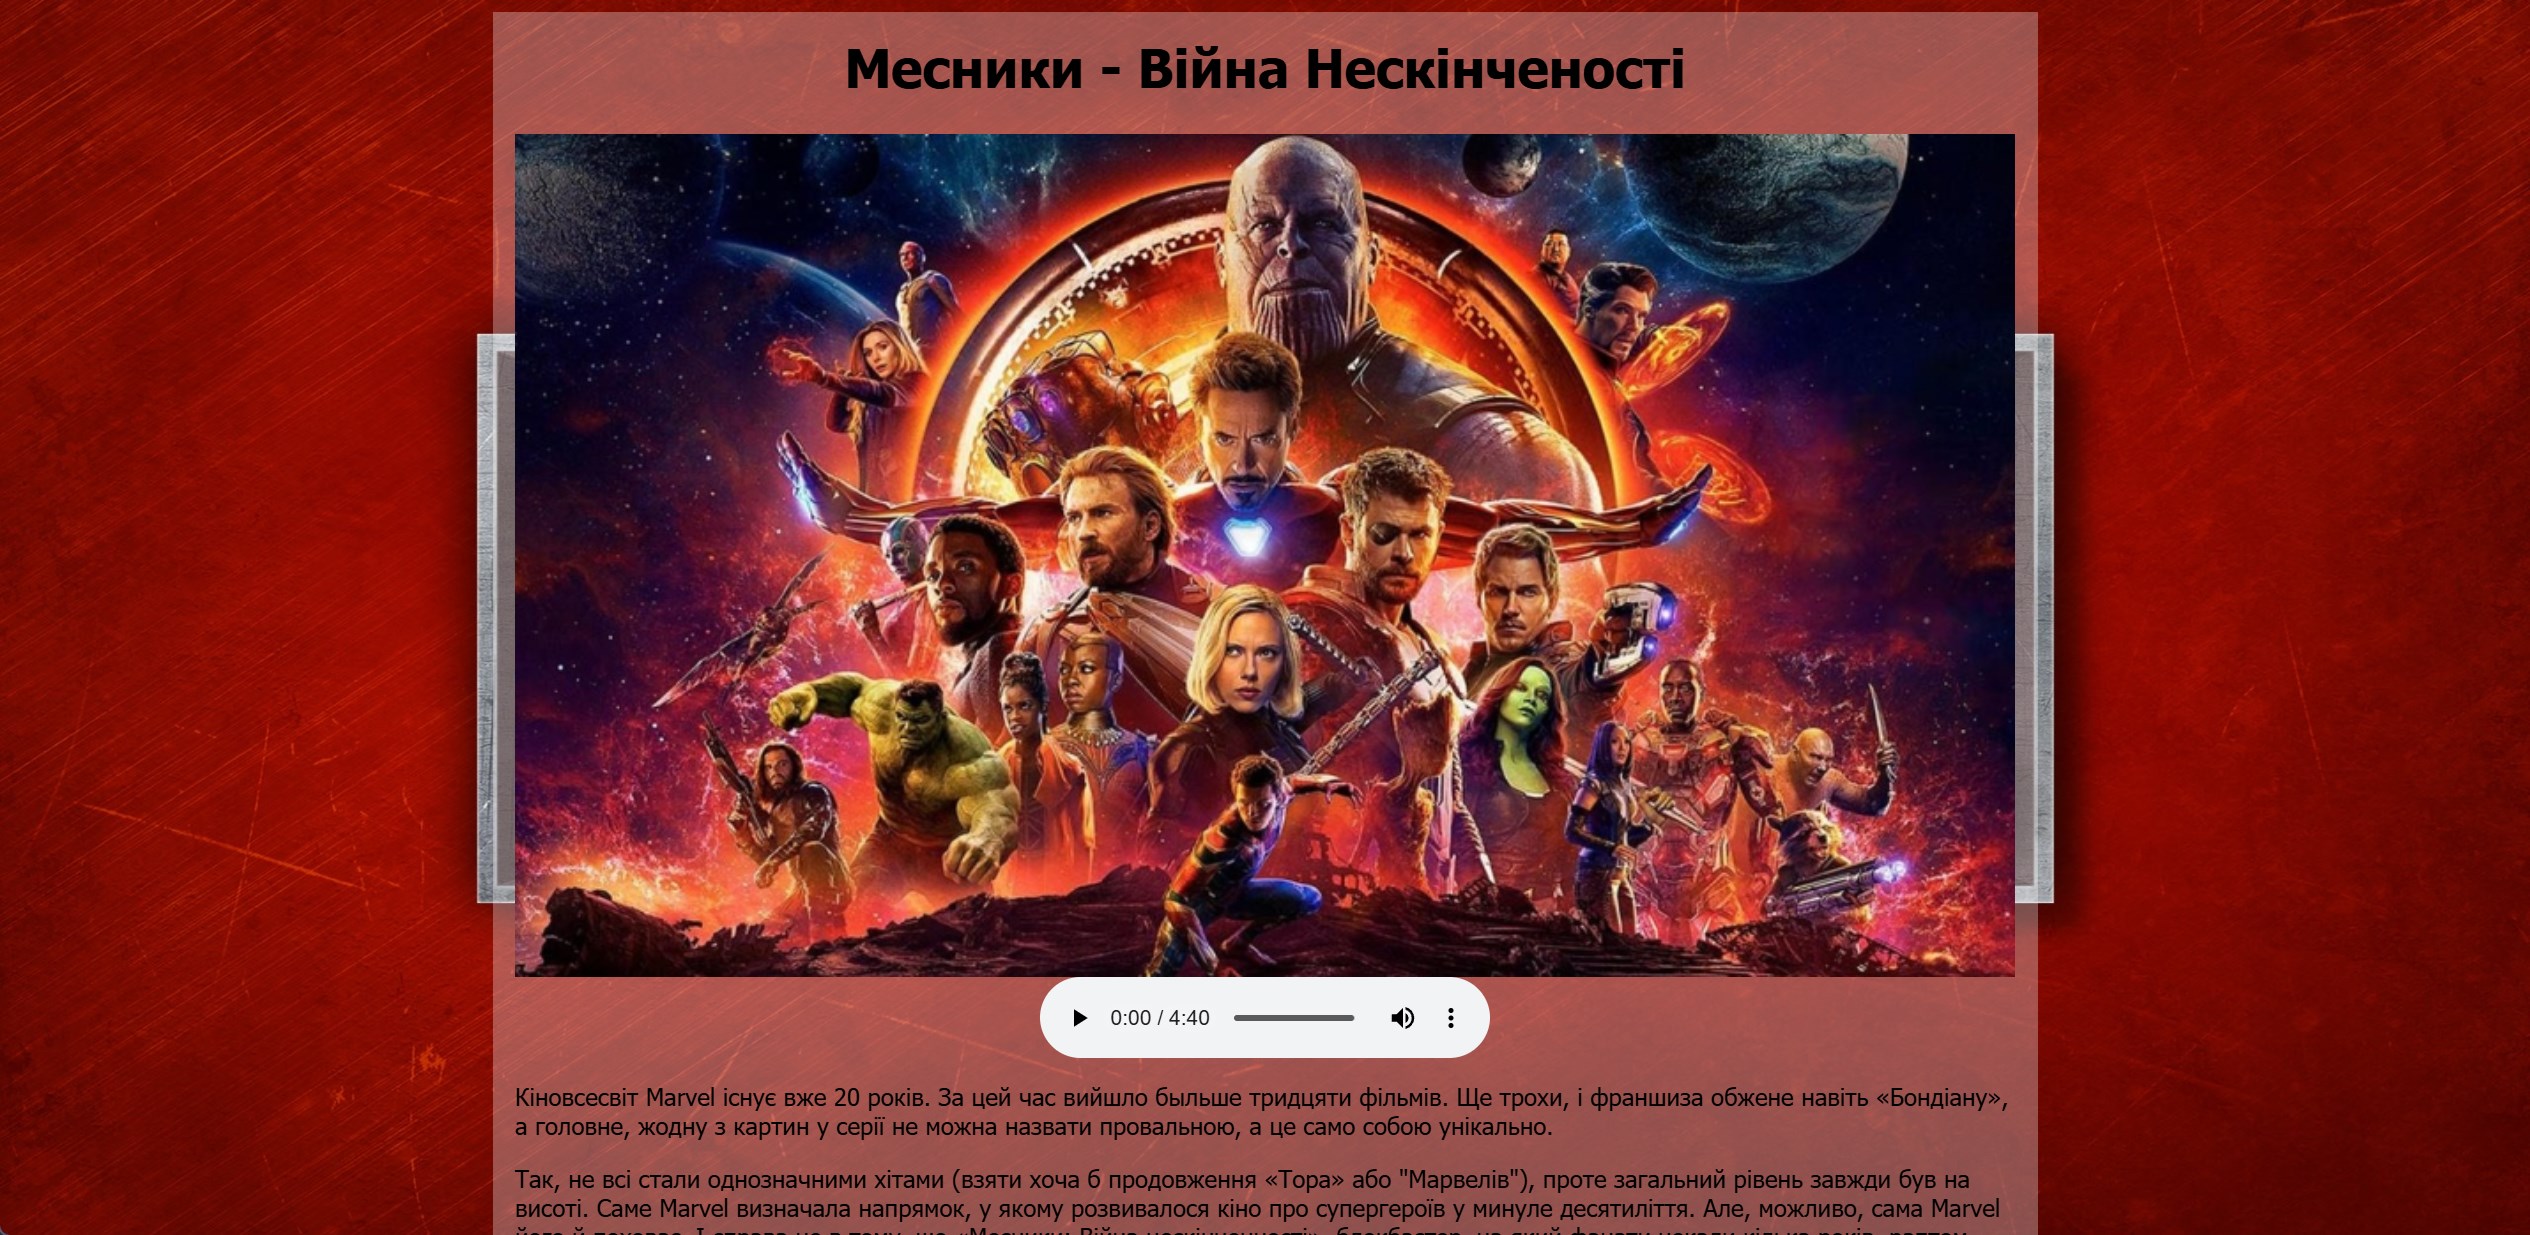 Месники - Війна Нескінченості
0:00 / 4:40
Кіновсесвіт Marvel існує вже 20 років. За цей час вийшло быльше тридцяти фільмів. Ще трохи, і франшиза обжене навіть «Бондіану»,
а головне, жодну з картин у серії не можна назвати провальною, а це само собою унікально.
Так, не всі стали однозначними хітами (взяти хоча б продовження «Тора» або "Марвелів"), проте загальний рівень завжди був на
висоті. Саме Marvel визначала напрямок, у якому розвивалося кіно про супергероїв у минуле десятиліття. Але, можливо, сама Marvel